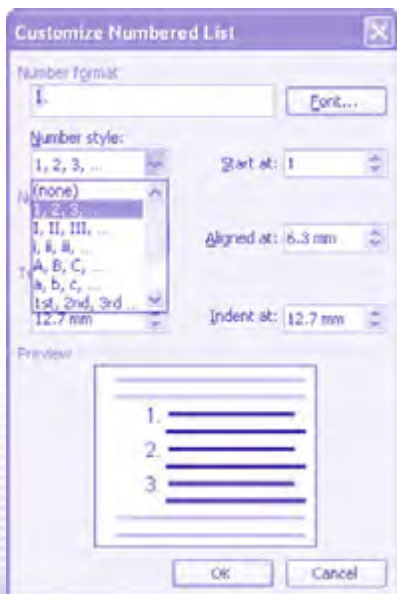 Customize Numbered List
Number format
1.
Font...
Number style:
1, 2, 3, ...
Start at: 1
(none)
1, 2, 3, ...
I, II, III, ...
i, ii, iii, ...
Aligned at: 6.3 mm
A, B, C, ...
a, b, c, ...
1st, 2nd, 3rd ...
12.7 mm
Indent at: 12.7 mm
Preview
1.
2.
3.
OK
Cancel